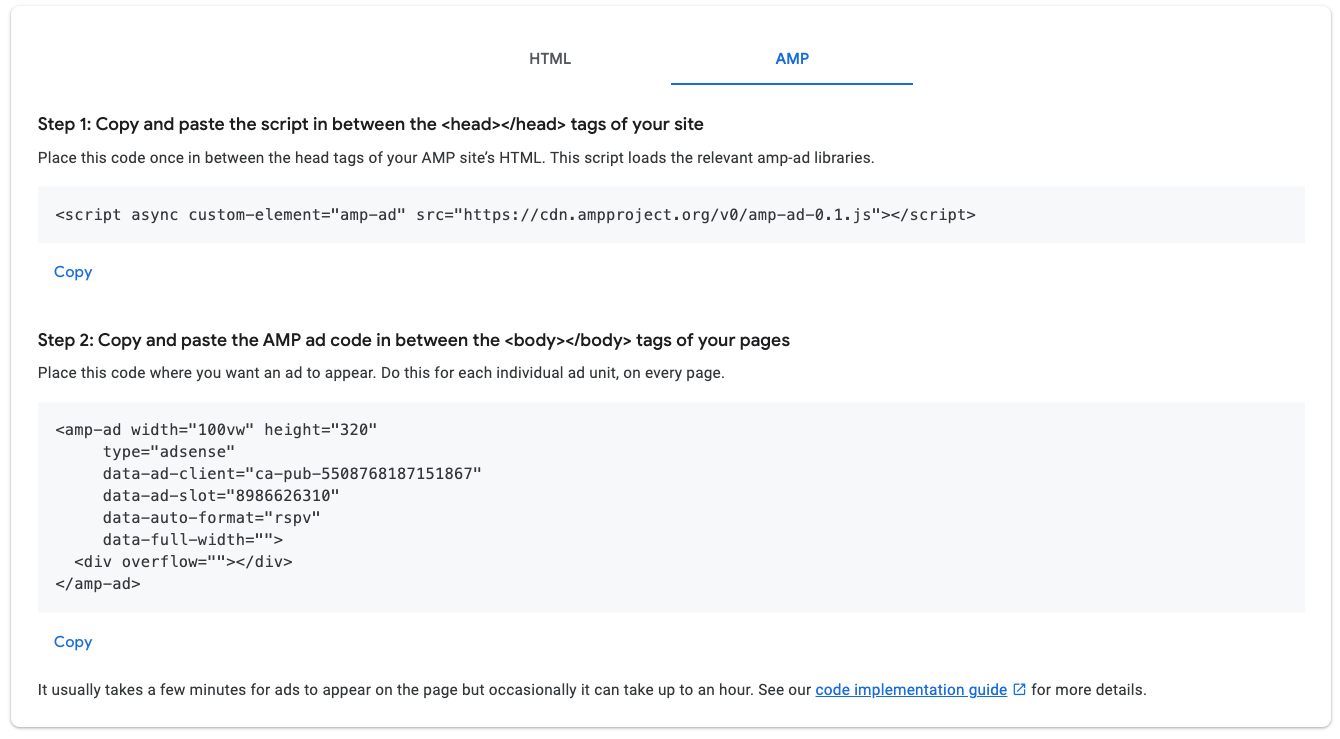 HTML
AMP
Step 1: Copy and paste the script in between the <head></head> tags of your site
Place this code once in between the head tags of your AMP site’s HTML. This script loads the relevant amp-ad libraries.
<script async custom-element="amp-ad" src="https://cdn.ampproject.org/v0/amp-ad-0.1.js"></script>
Copy
Step 2: Copy and paste the AMP ad code in between the <body></body> tags of your pages
Place this code where you want an ad to appear. Do this for each individual ad unit, on every page.
<amp-ad width="100vw" height="320"
     type="adsense"
     data-ad-client="ca-pub-5508768187151867"
     data-ad-slot="8986626310"
     data-auto-format="rspv"
     data-full-width="">
  <div overflow=""></div>
</amp-ad>
Copy
It usually takes a few minutes for ads to appear on the page but occasionally it can take up to an hour. See our code implementation guide for more details.